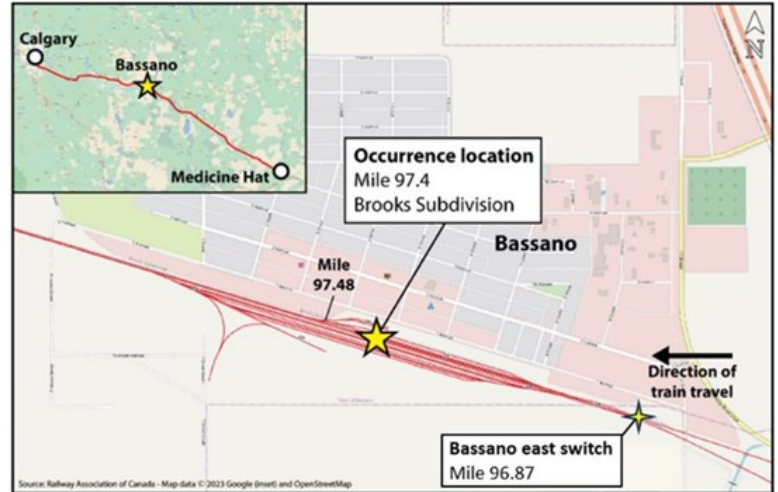 Calgary
Bassano
Medicine Hat
N
Occurrence location
Mile 97.4
Brooks Subdivision
Bassano
Mile
97.48
Direction of
train travel
Bassano east switch
Mile 96.87
Source: Railway Association of Canada - Map data © 2023 Google (inset) and OpenStreetMap